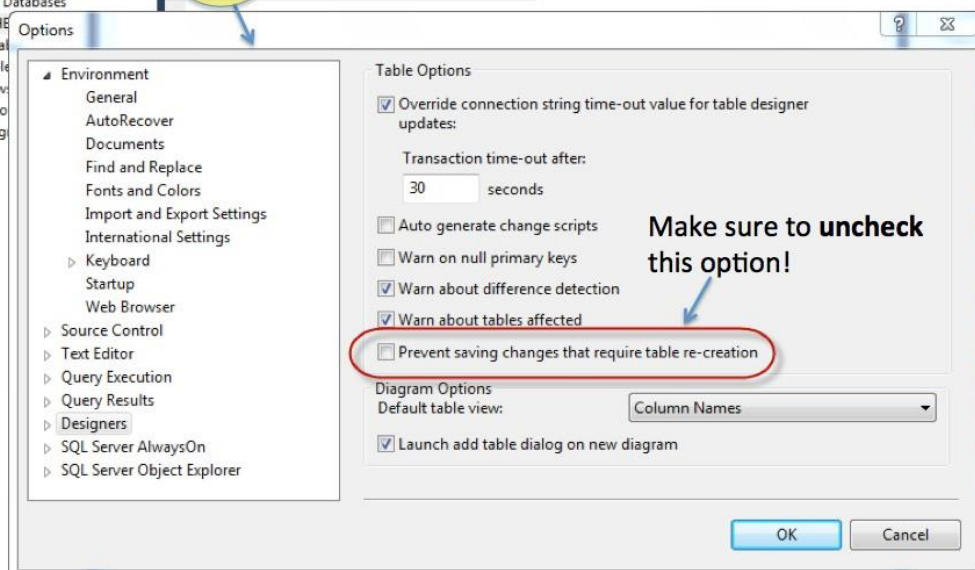 Databases
Options
Environment
General
AutoRecover
Documents
Find and Replace
Fonts and Colors
Import and Export Settings
International Settings
Keyboard
Startup
Web Browser
Source Control
Text Editor
Query Execution
Query Results
Designers
SQL Server AlwaysOn
SQL Server Object Explorer
Table Options
Override connection string time-out value for table designer
updates:
Transaction time-out after:
30 seconds
Auto generate change scripts
Warn on null primary keys
Warn about difference detection
Warn about tables affected
Prevent saving changes that require table re-creation
Make sure to uncheck
this option!
Diagram Options
Default table view: Column Names
Launch add table dialog on new diagram
OK Cancel